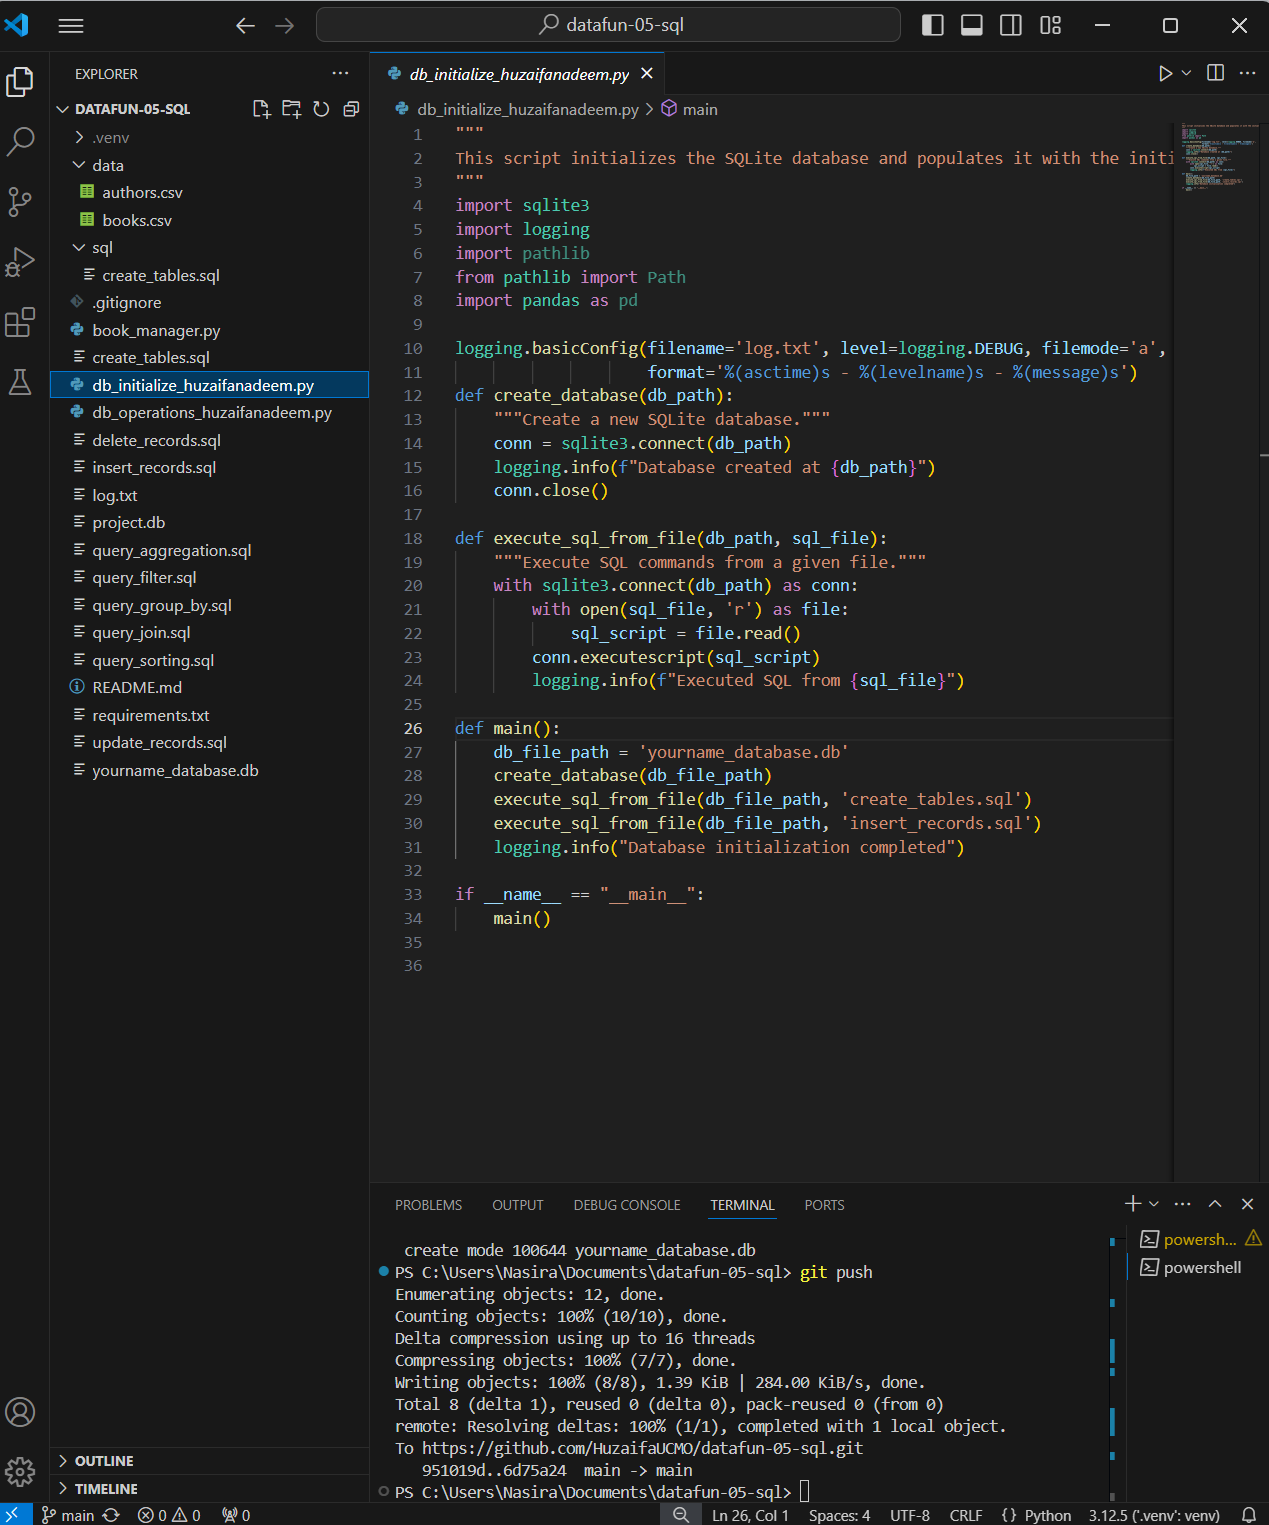 datafun-05-sql
EXPLORER
DATAFUN-05-SQL
.venv
data
authors.csv
books.csv
sql
create_tables.sql
.gitignore
book_manager.py
create_tables.sql
db_initialize_huzaifanadeem.py
db_operations_huzaifanadeem.py
delete_records.sql
insert_records.sql
log.txt
project.db
query_aggregation.sql
query_filter.sql
query_group_by.sql
query_join.sql
query_sorting.sql
README.md
requirements.txt
update_records.sql
yourname_database.db
OUTLINE
TIMELINE
db_initialize_huzaifanadeem.py
db_initialize_huzaifanadeem.py > main
1 """
2 This script initializes the SQLite database and populates it with the initi
3 """
4 import sqlite3
5 import logging
6 import pathlib
7 from pathlib import Path
8 import pandas as pd
9
10 logging.basicConfig(filename='log.txt', level=logging.DEBUG, filemode='a',
11                     format='%(asctime)s - %(levelname)s - %(message)s')
12 def create_database(db_path):
13     """Create a new SQLite database."""
14     conn = sqlite3.connect(db_path)
15     logging.info(f"Database created at {db_path}")
16     conn.close()
17
18 def execute_sql_from_file(db_path, sql_file):
19     """Execute SQL commands from a given file."""
20     with sqlite3.connect(db_path) as conn:
21         with open(sql_file, 'r') as file:
22             sql_script = file.read()
23         conn.executescript(sql_script)
24         logging.info(f"Executed SQL from {sql_file}")
25
26 def main():
27     db_file_path = 'yourname_database.db'
28     create_database(db_file_path)
29     execute_sql_from_file(db_file_path, 'create_tables.sql')
30     execute_sql_from_file(db_file_path, 'insert_records.sql')
31     logging.info("Database initialization completed")
32
33 if __name__ == "__main__":
34     main()
35
36
PROBLEMS OUTPUT DEBUG CONSOLE TERMINAL PORTS
create mode 100644 yourname_database.db
PS C:\Users\Nasira\Documents\datafun-05-sql> git push
Enumerating objects: 12, done.
Counting objects: 100% (10/10), done.
Delta compression using up to 16 threads
Compressing objects: 100% (7/7), done.
Writing objects: 100% (8/8), 1.39 KiB | 284.00 KiB/s, done.
Total 8 (delta 1), reused 0 (delta 0), pack-reused 0 (from 0)
remote: Resolving deltas: 100% (1/1), completed with 1 local object.
To https://github.com/HuzaifaUCMO/datafun-05-sql.git
   951019d..6d75a24  main -> main
PS C:\Users\Nasira\Documents\datafun-05-sql>
powersh...
powershell
main 0 0 0 Ln 26, Col 1 Spaces: 4 UTF-8 CRLF {} Python 3.12.5 ('.venv': venv)